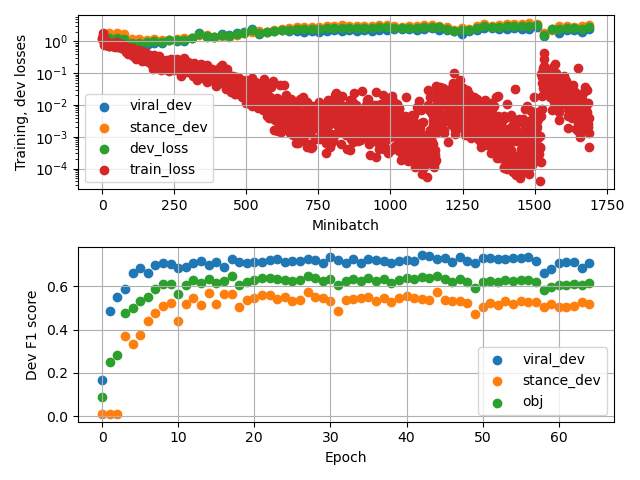 Training, dev losses
10⁰
10⁻¹
10⁻²
10⁻³
10⁻⁴
viral_dev
stance_dev
dev_loss
train_loss
0 250 500 750 1000 1250 1500 1750
Minibatch
Dev F1 score
0.6
0.4
0.2
0.0
viral_dev
stance_dev
obj
0 10 20 30 40 50 60
Epoch